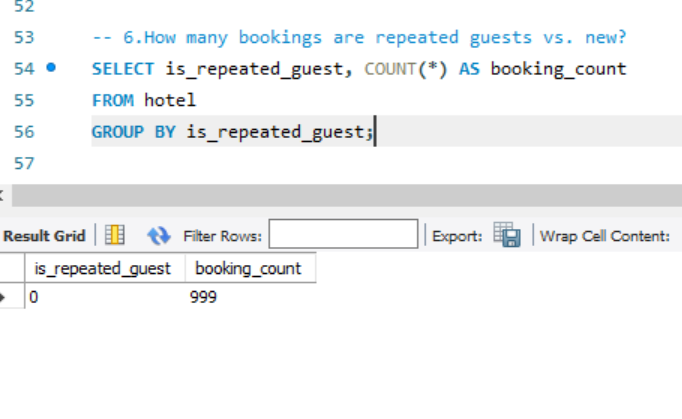 52
53 -- 6.How many bookings are repeated guests vs. new?
54 SELECT is_repeated_guest, COUNT(*) AS booking_count
55 FROM hotel
56 GROUP BY is_repeated_guest;
57
Result Grid Filter Rows: Export: Wrap Cell Content:
is_repeated_guest booking_count
0 999